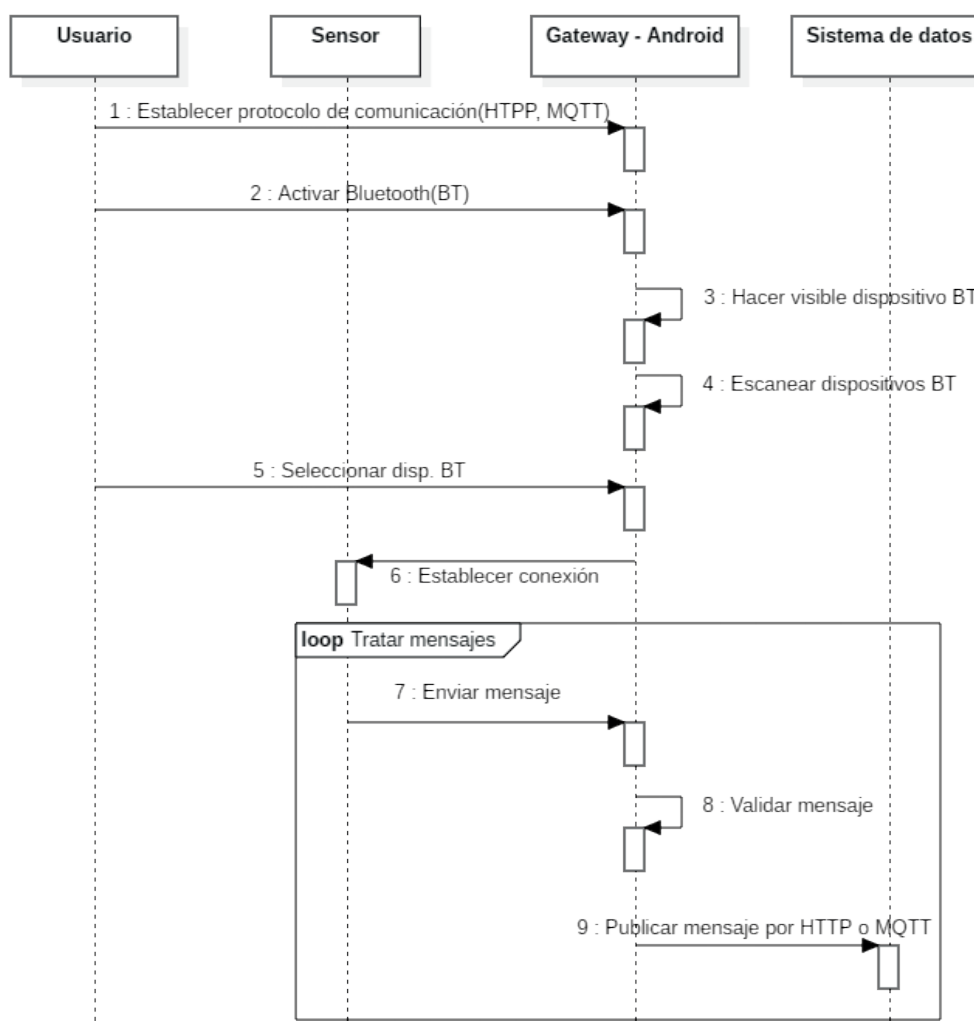 Usuario
Sensor
Gateway - Android
Sistema de datos
1 : Establecer protocolo de comunicación(HTPP, MQTT)
2 : Activar Bluetooth(BT)
3 : Hacer visible dispositivo BT
4 : Escanear dispositivos BT
5 : Seleccionar disp. BT
6 : Establecer conexión
loop Tratar mensajes
7 : Enviar mensaje
8 : Validar mensaje
9 : Publicar mensaje por HTTP o MQTT